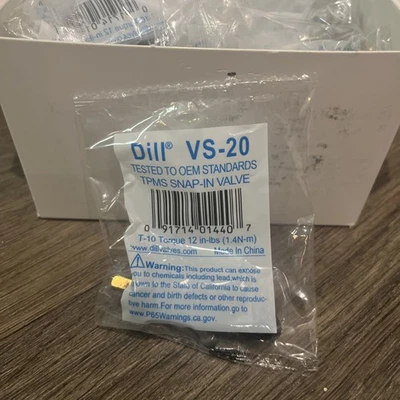 Dill® VS-20
TESTED TO OEM STANDARDS
TPMS SNAP-IN VALVE
0 91714 01440 7
T-10 Torque 12 in-lbs (1.4N-m)
www.dillvalves.com Made In China
Warning: This product can expose
you to chemicals including lead, which is
known to the State of California to cause
cancer and birth defects or other reproduc-
tive harm. For more information go to
www.P65Warnings.ca.gov.